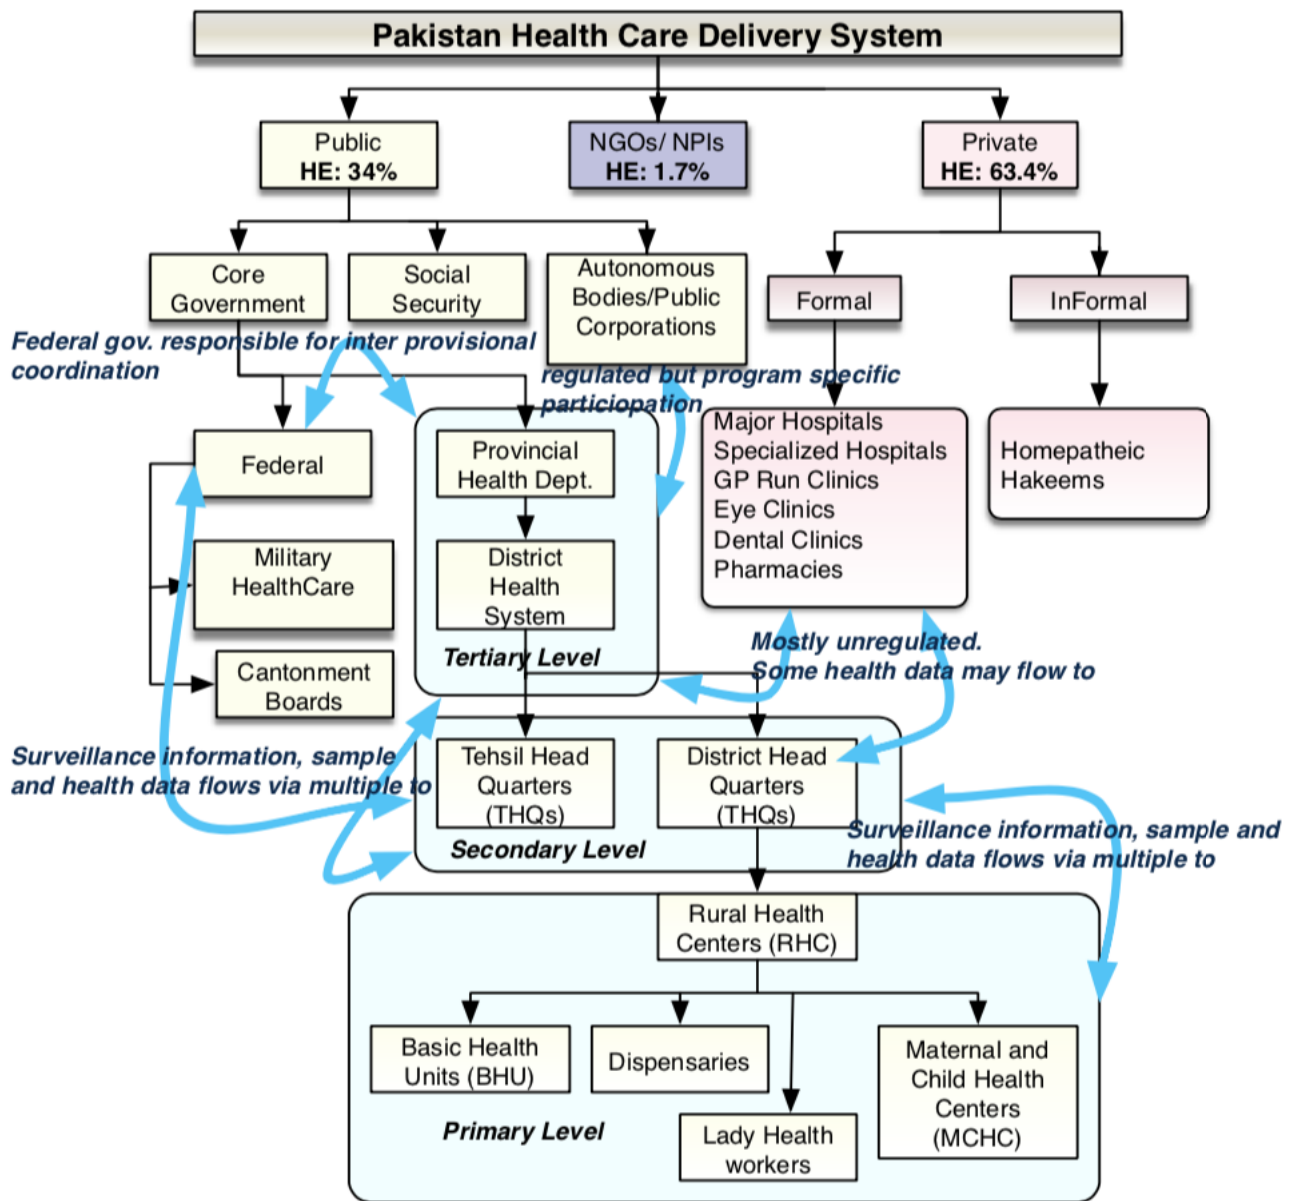 Pakistan Health Care Delivery System
Public
HE: 34%
NGOs/ NPIs
HE: 1.7%
Private
HE: 63.4%
Core
Government
Social
Security
Autonomous
Bodies/Public
Corporations
Formal
InFormal
Federal gov. responsible for inter provisional
coordination
regulated but program specific
particiopation
Federal
Provincial
Health Dept.
Major Hospitals
Specialized Hospitals
GP Run Clinics
Eye Clinics
Dental Clinics
Pharmacies
Homepatheic
Hakeems
Military
HealthCare
District
Health
System
Tertiary Level
Cantonment
Boards
Mostly unregulated.
Some health data may flow to
Surveillance information, sample
and health data flows via multiple to
Tehsil Head
Quarters
(THQs)
District Head
Quarters
(THQs)
Secondary Level
Surveillance information, sample and
health data flows via multiple to
Rural Health
Centers (RHC)
Basic Health
Units (BHU)
Dispensaries
Maternal and
Child Health
Centers
(MCHC)
Lady Health
workers
Primary Level